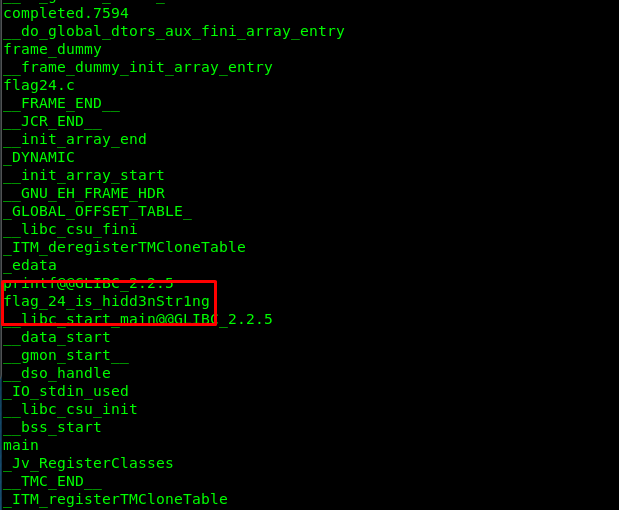 completed.7594
__do_global_dtors_aux_fini_array_entry
frame_dummy
__frame_dummy_init_array_entry
flag24.c
__FRAME_END__
__JCR_END__
__init_array_end
_DYNAMIC
__init_array_start
__GNU_EH_FRAME_HDR
_GLOBAL_OFFSET_TABLE_
__libc_csu_fini
_ITM_deregisterTMCloneTable
_edata
printf@@GLIBC_2.2.5
flag_24_is_hidd3nStr1ng
__libc_start_main@@GLIBC_2.2.5
__data_start
__gmon_start__
__dso_handle
_IO_stdin_used
__libc_csu_init
__bss_start
main
_Jv_RegisterClasses
__TMC_END__
_ITM_registerTMCloneTable